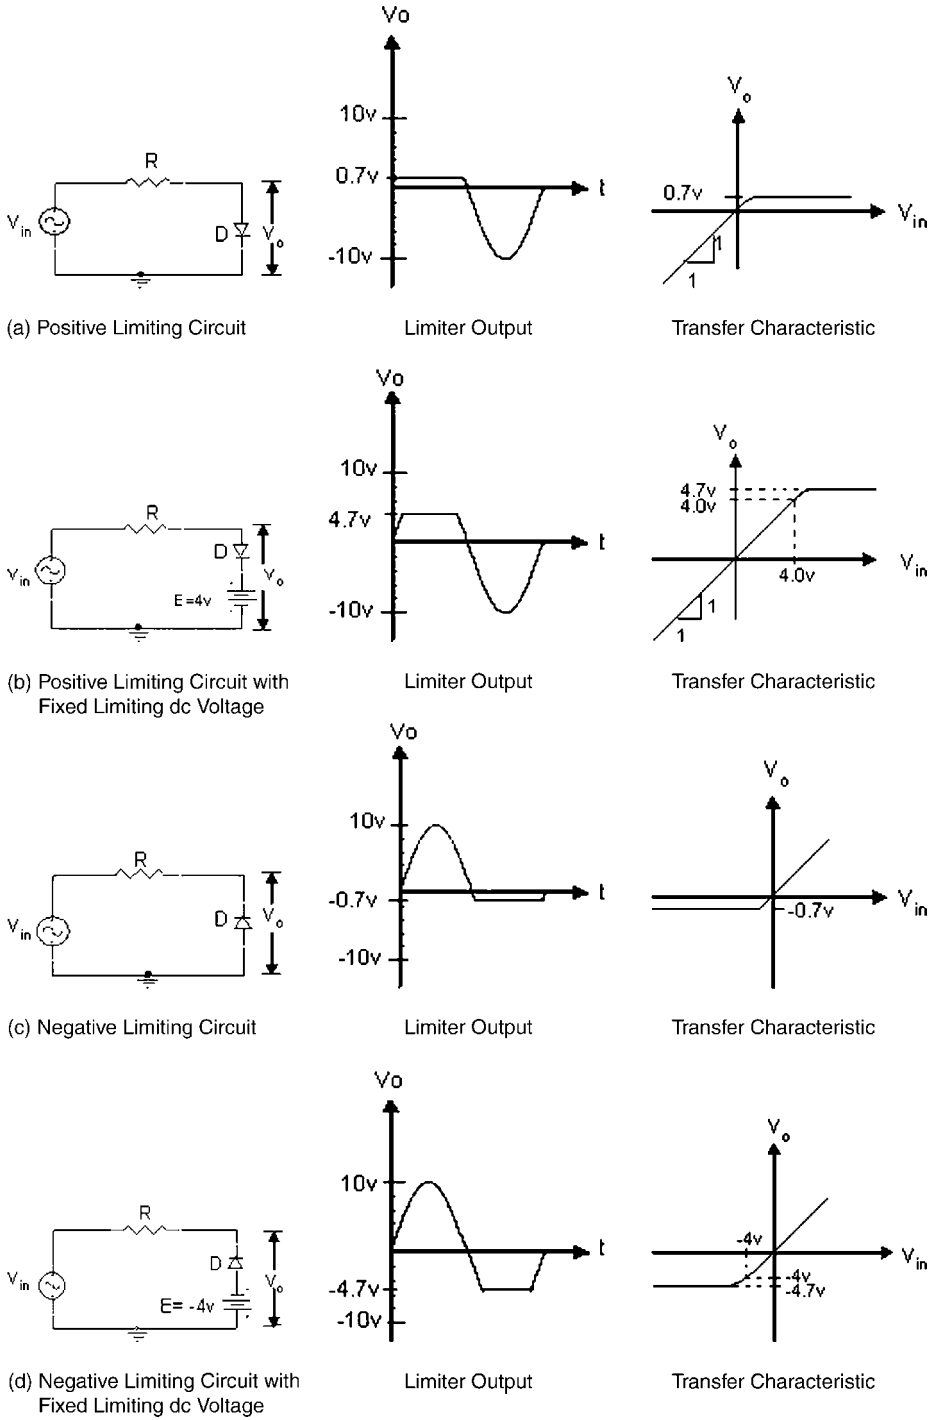 Vo
10v
0.7v
-10v
t
R
Vin
D
Vo
Vo
0.7v
Vin
1
1
(a) Positive Limiting Circuit
Limiter Output
Transfer Characteristic
Vo
10v
4.7v
-10v
t
R
D
Vin
E=4v
Vo
Vo
4.7v
4.0v
4.0v
Vin
1
1
(b) Positive Limiting Circuit with
Fixed Limiting dc Voltage
Limiter Output
Transfer Characteristic
Vo
10v
-0.7v
-10v
t
R
Vin
D
Vo
Vo
-0.7v
Vin
(c) Negative Limiting Circuit
Limiter Output
Transfer Characteristic
Vo
10v
-4.7v
-10v
t
R
D
Vin
E= -4v
Vo
Vo
-4v
-4v
-4.7v
Vin
(d) Negative Limiting Circuit with
Fixed Limiting dc Voltage
Limiter Output
Transfer Characteristic